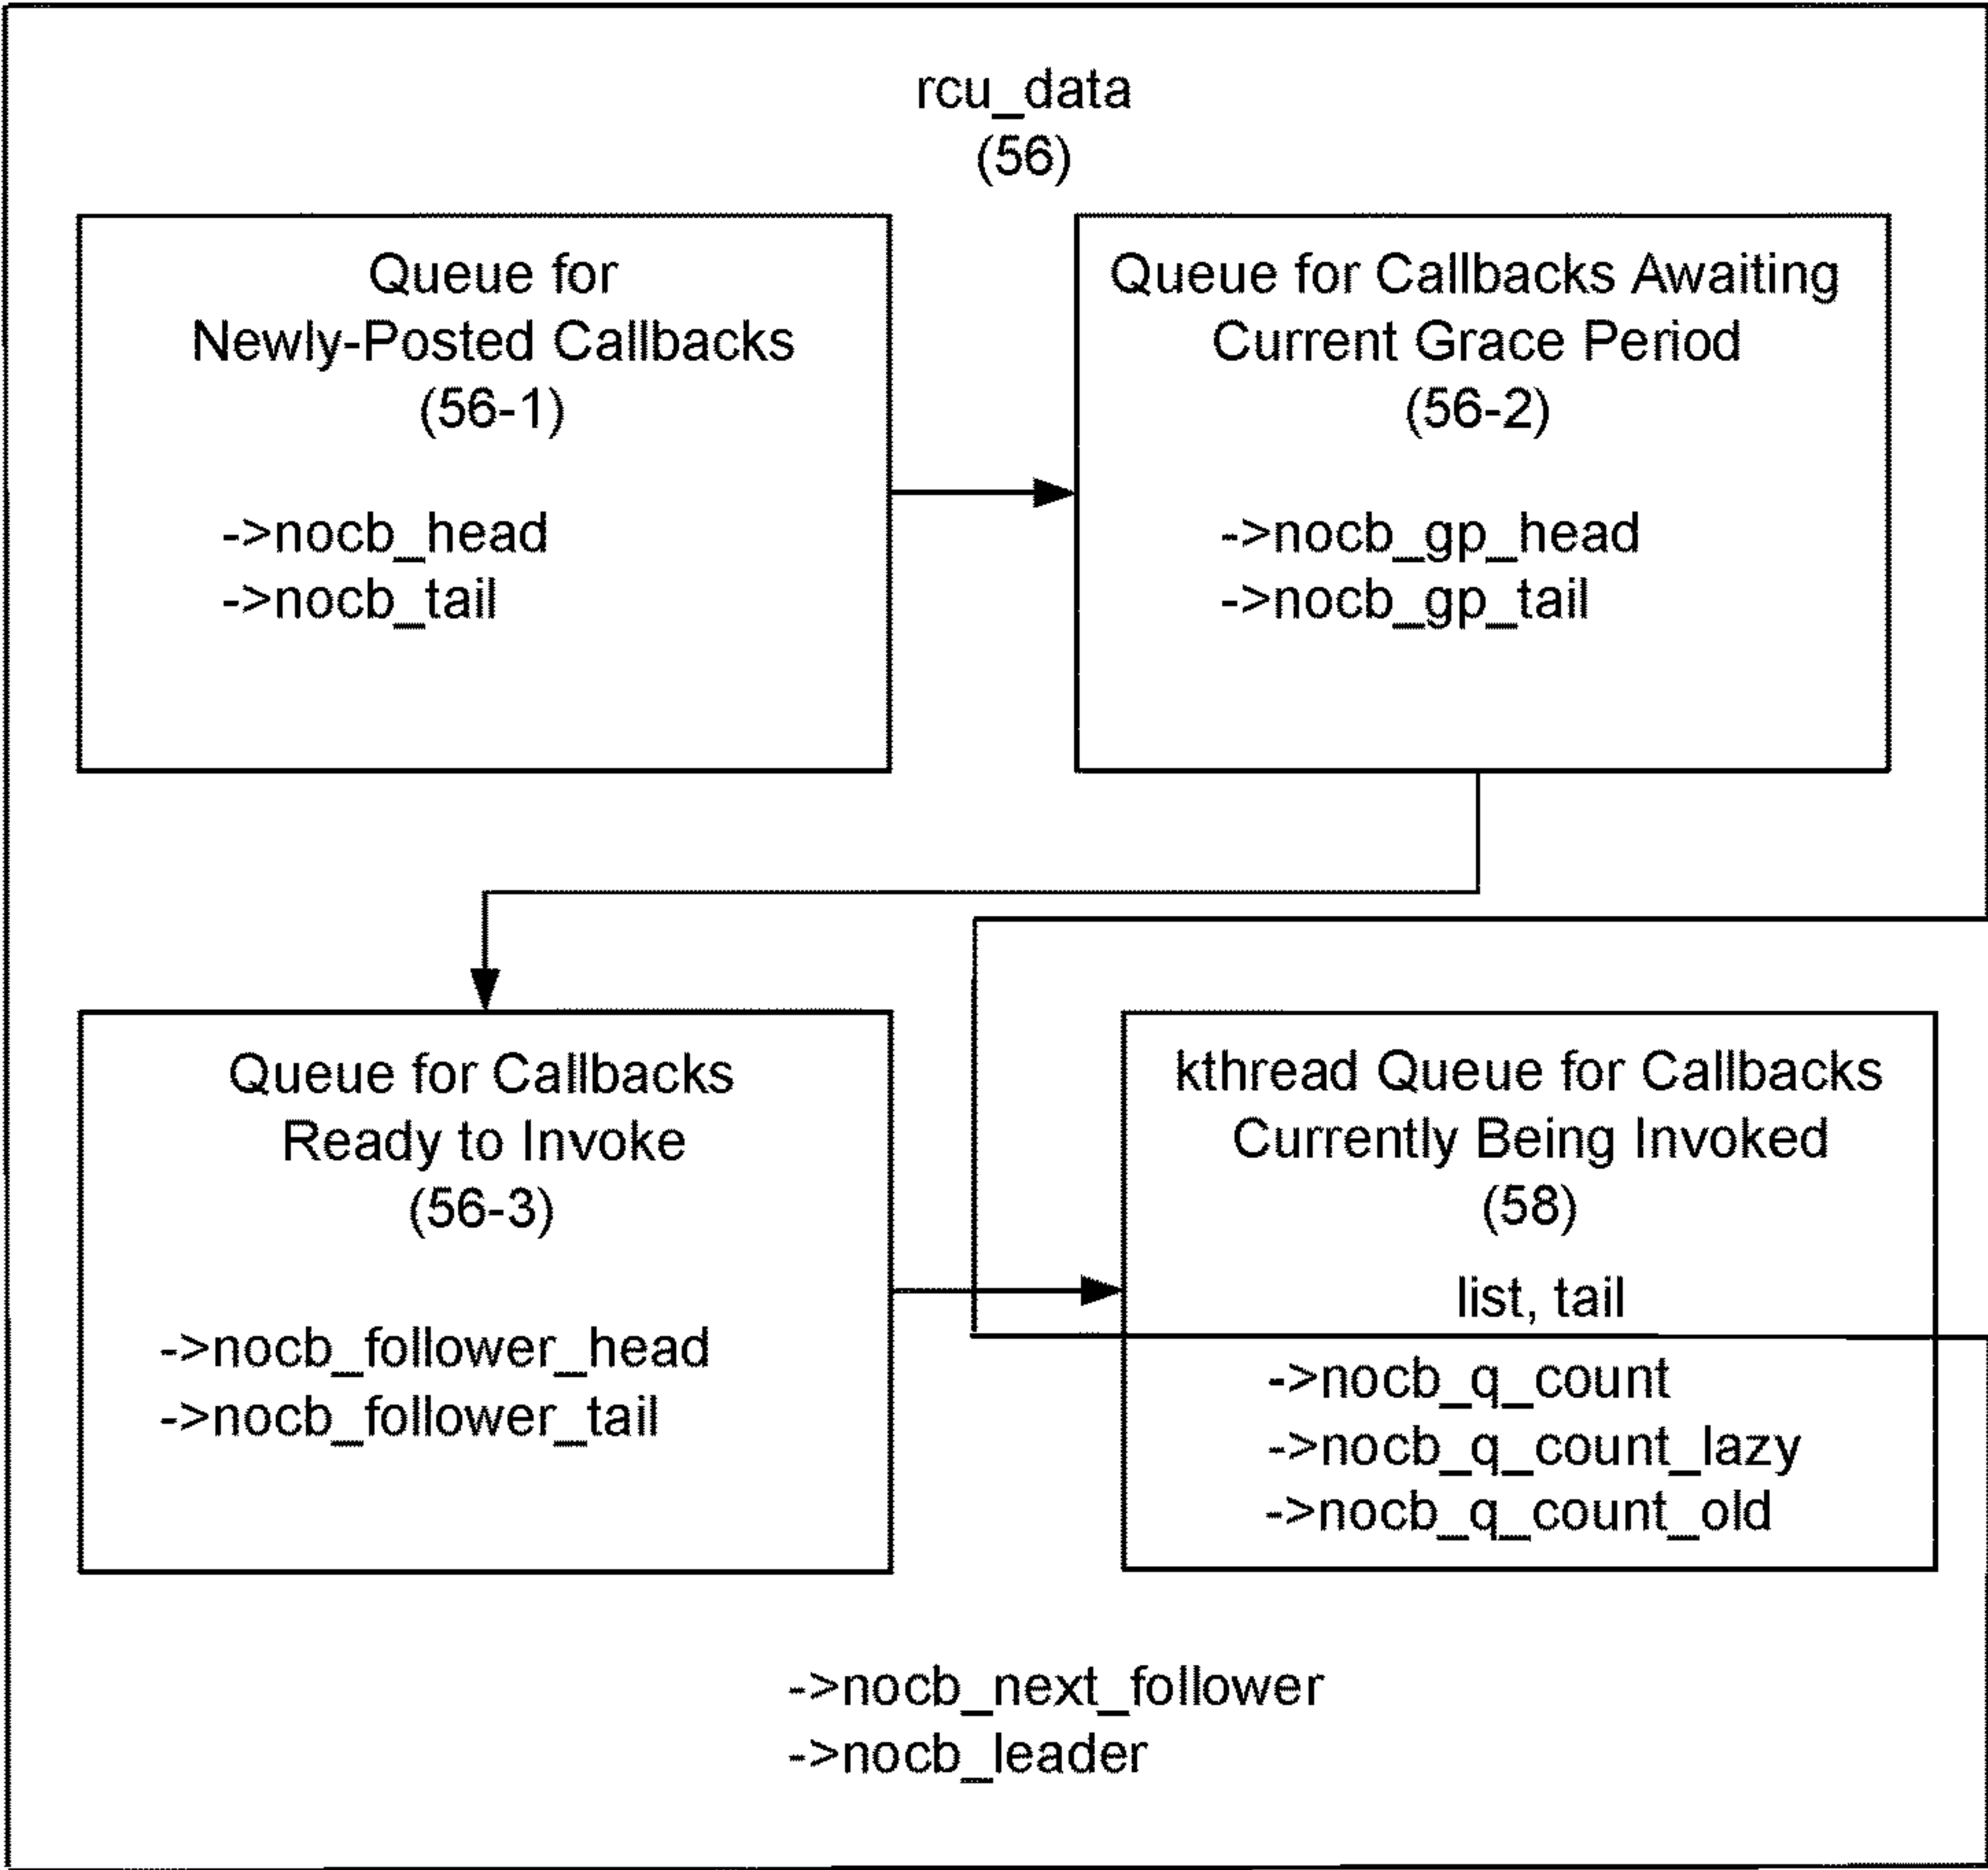 rcu_data
(56)
Queue for
Newly-Posted Callbacks
(56-1)
->nocb_head
->nocb_tail
Queue for Callbacks Awaiting
Current Grace Period
(56-2)
->nocb_gp_head
->nocb_gp_tail
Queue for Callbacks
Ready to Invoke
(56-3)
->nocb_follower_head
->nocb_follower_tail
kthread Queue for Callbacks
Currently Being Invoked
(58)
list, tail
->nocb_q_count
->nocb_q_count_lazy
->nocb_q_count_old
->nocb_next_follower
->nocb_leader